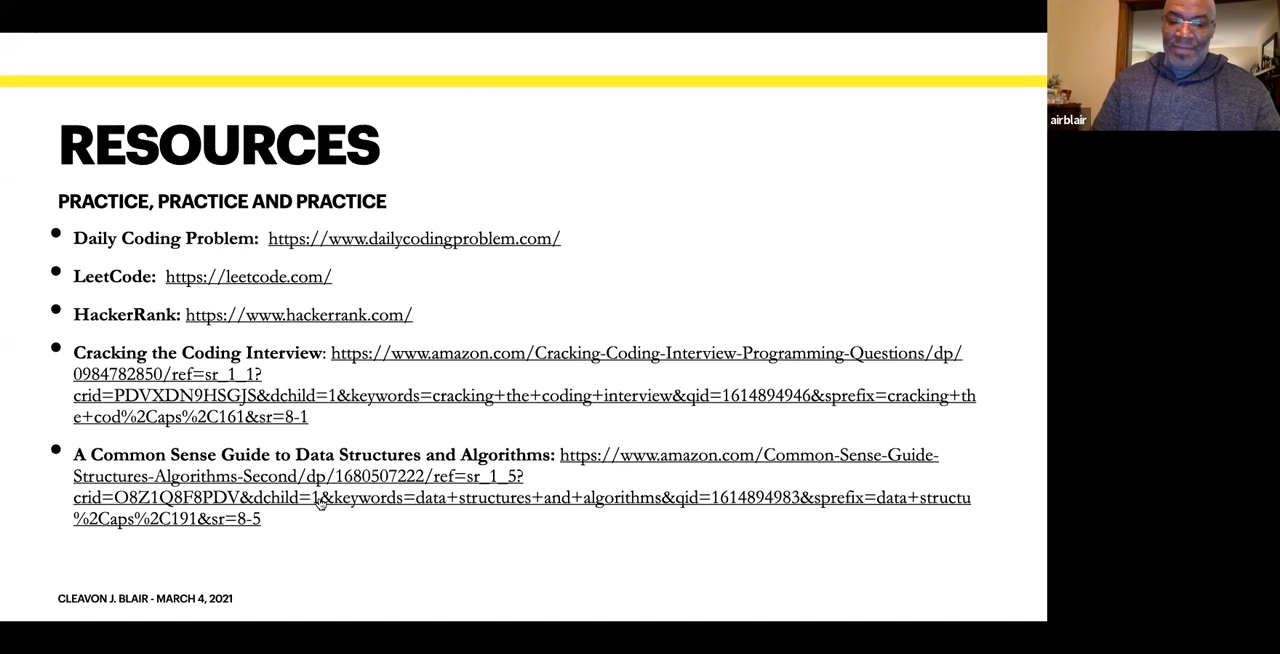 RESOURCES
PRACTICE, PRACTICE AND PRACTICE
• Daily Coding Problem: https://www.dailycodingproblem.com/
• LeetCode: https://leetcode.com/
• HackerRank: https://www.hackerrank.com/
• Cracking the Coding Interview: https://www.amazon.com/Cracking-Coding-Interview-Programming-Questions/dp/
0984782850/ref=sr_1_1?
crid=PDVXDN9HSGJS&dchild=1&keywords=cracking+the+coding+interview&qid=1614894946&sprefix=cracking+th
e+cod%2Caps%2C161&sr=8-1
• A Common Sense Guide to Data Structures and Algorithms: https://www.amazon.com/Common-Sense-Guide-
Structures-Algorithms-Second/dp/1680507222/ref=sr_1_5?
crid=O8Z1Q8F8PDV&dchild=1&keywords=data+structures+and+algorithms&qid=1614894983&sprefix=data+structu
%2Caps%2C191&sr=8-5
CLEAVON J. BLAIR - MARCH 4, 2021
airblair